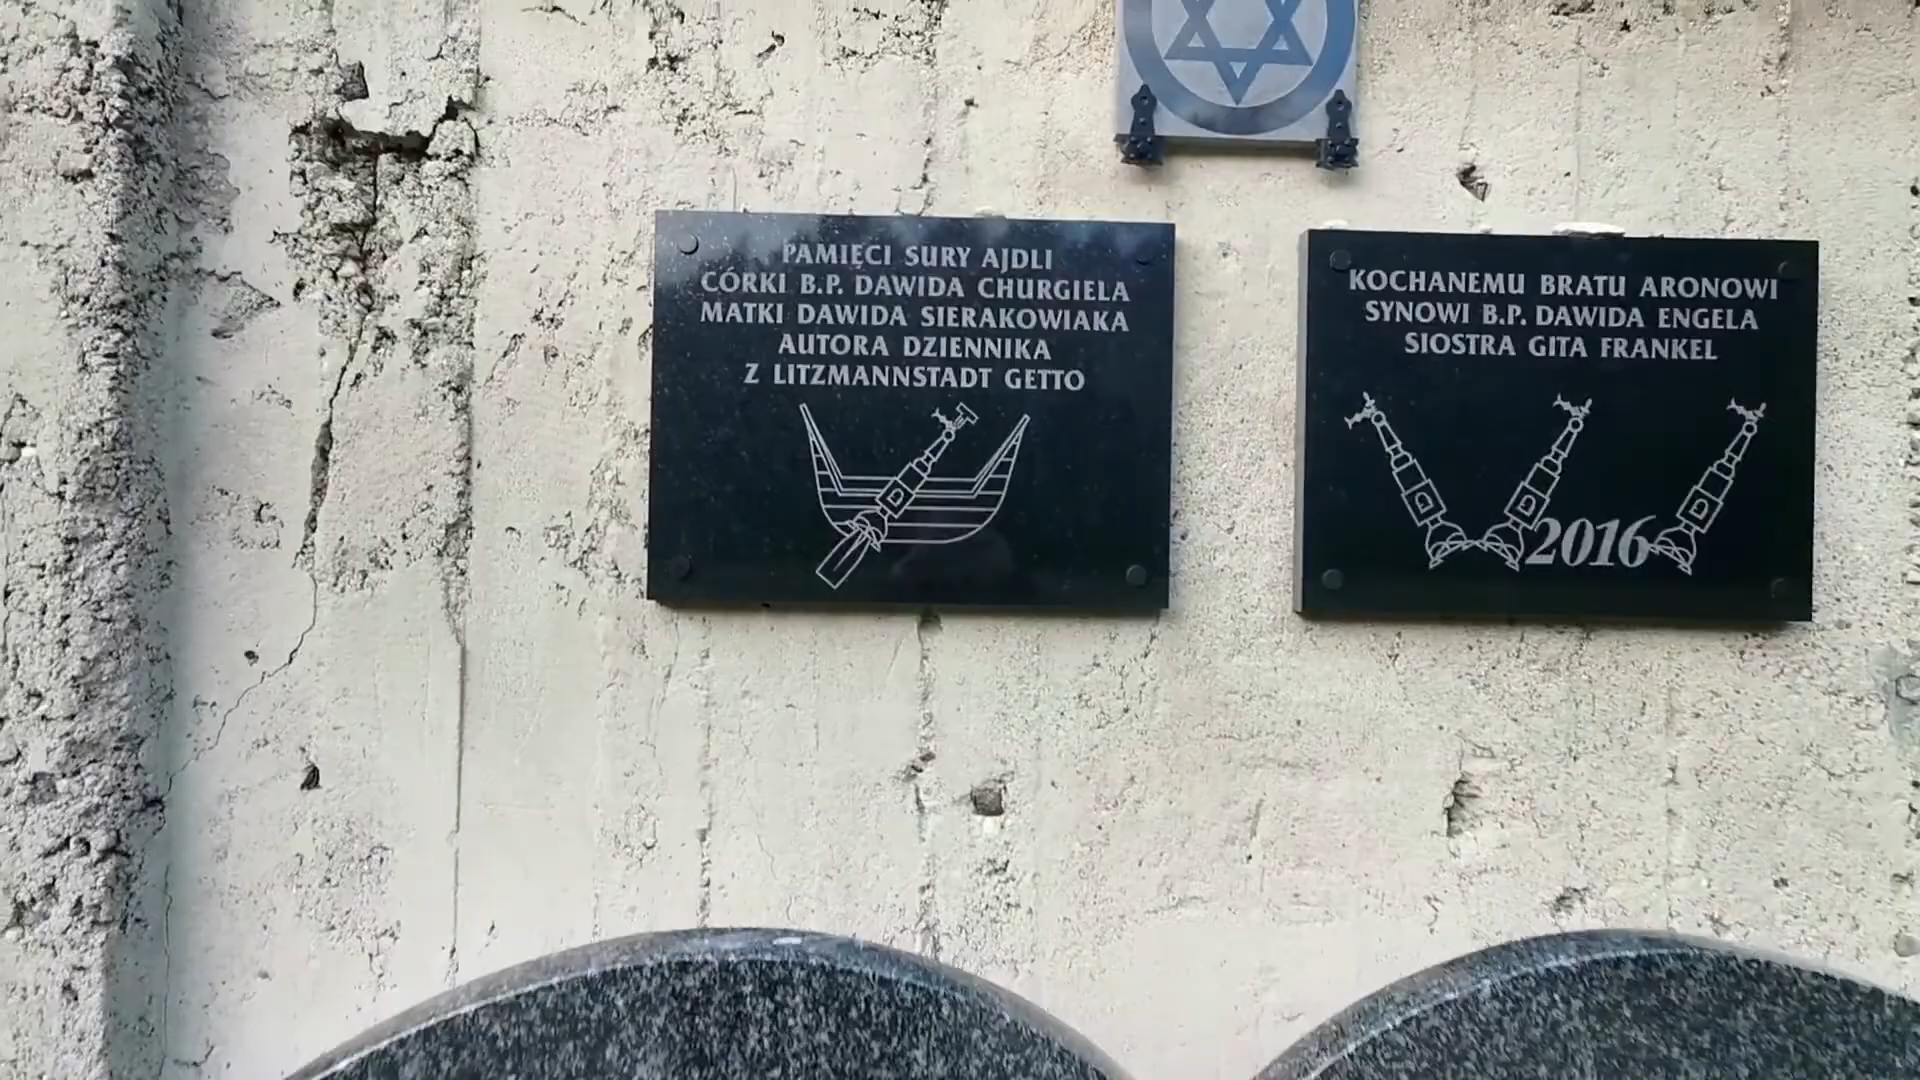 PAMIĘCI SURY AJDLI
CÓRKI B.P. DAWIDA CHURGIELA
MATKI DAWIDA SIERAKOWIAKA
AUTORA DZIENNIKA
Z LITZMANNSTADT GETTO
D
KOCHANEMU BRATU ARONOWI
SYNOWI B.P. DAWIDA ENGELA
SIOSTRA GITA FRANKEL
D D D
2016